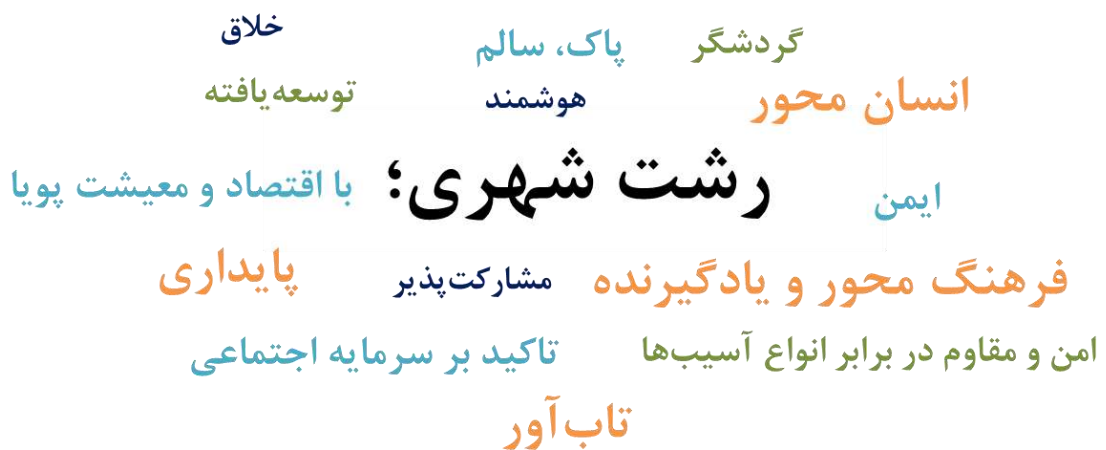 خلاق
گردشگر
پاک، سالم
انسان محور
هوشمند
توسعه‌یافته
رشت شهری؛
ایمن
با اقتصاد و معیشت پویا
فرهنگ محور و یادگیرنده
مشارکت‌پذیر
پایداری
امن و مقاوم در برابر انواع آسیب‌ها
تاکید بر سرمایه اجتماعی
تاب‌آور